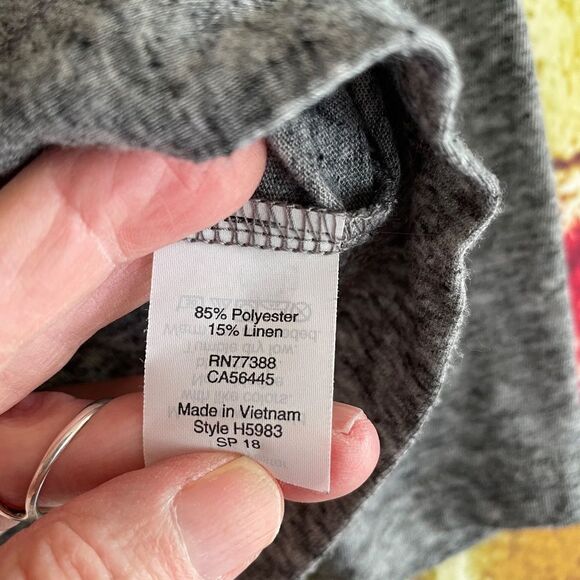 85% Polyester
15% Linen
RN77388
CA56445
Made in Vietnam
Style H5983
SP 18